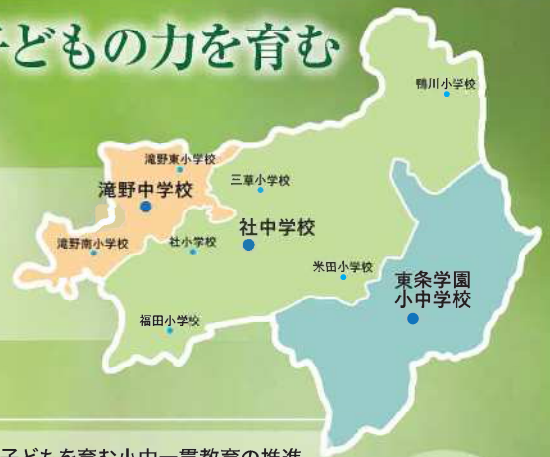 どもの力を育む
鴨川小学校
滝野東小学校
三草小学校
滝野中学校
社中学校
滝野南小学校
社小学校
米田小学校
東条学園
小中学校
福田小学校
子どもを育む小中一貫教育の推進